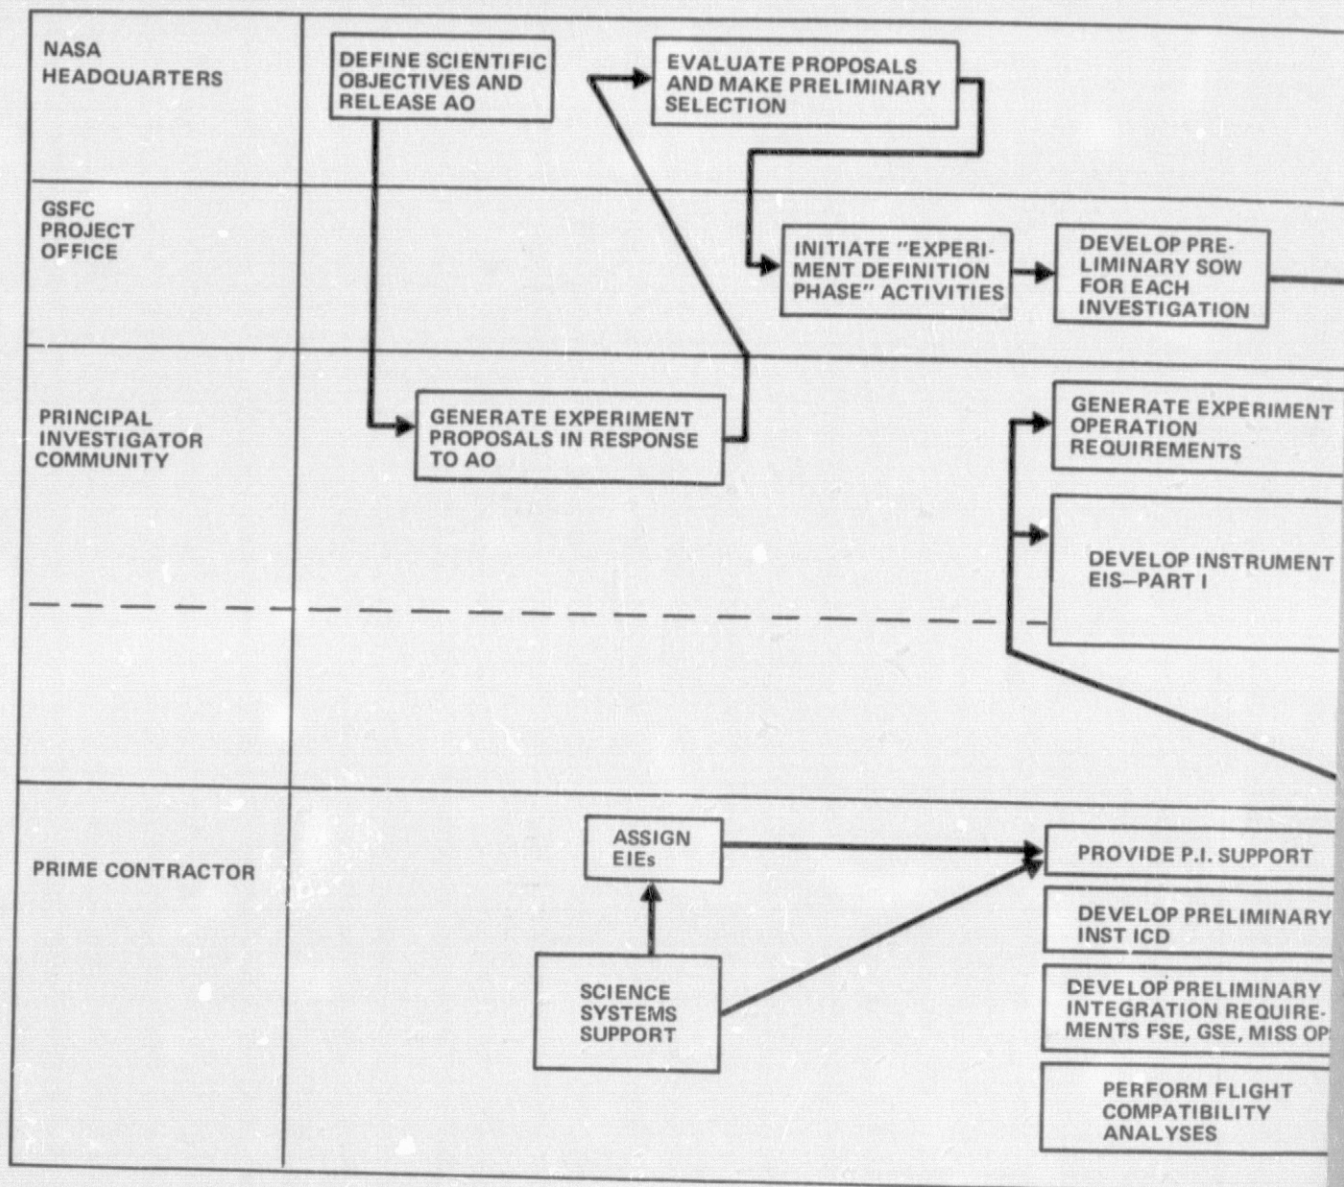 NASA
HEADQUARTERS
DEFINE SCIENTIFIC
OBJECTIVES AND
RELEASE AO
EVALUATE PROPOSALS
AND MAKE PRELIMINARY
SELECTION
GSFC
PROJECT
OFFICE
INITIATE "EXPERI-
MENT DEFINITION
PHASE" ACTIVITIES
DEVELOP PRE-
LIMINARY SOW
FOR EACH
INVESTIGATION
PRINCIPAL
INVESTIGATOR
COMMUNITY
GENERATE EXPERIMENT
PROPOSALS IN RESPONSE
TO AO
GENERATE EXPERIMENT
OPERATION
REQUIREMENTS
DEVELOP INSTRUMENT
EIS—PART I
PRIME CONTRACTOR
ASSIGN
EIEs
SCIENCE
SYSTEMS
SUPPORT
PROVIDE P.I. SUPPORT
DEVELOP PRELIMINARY
INST ICD
DEVELOP PRELIMINARY
INTEGRATION REQUIRE-
MENTS FSE, GSE, MISS OP
PERFORM FLIGHT
COMPATIBILITY
ANALYSES